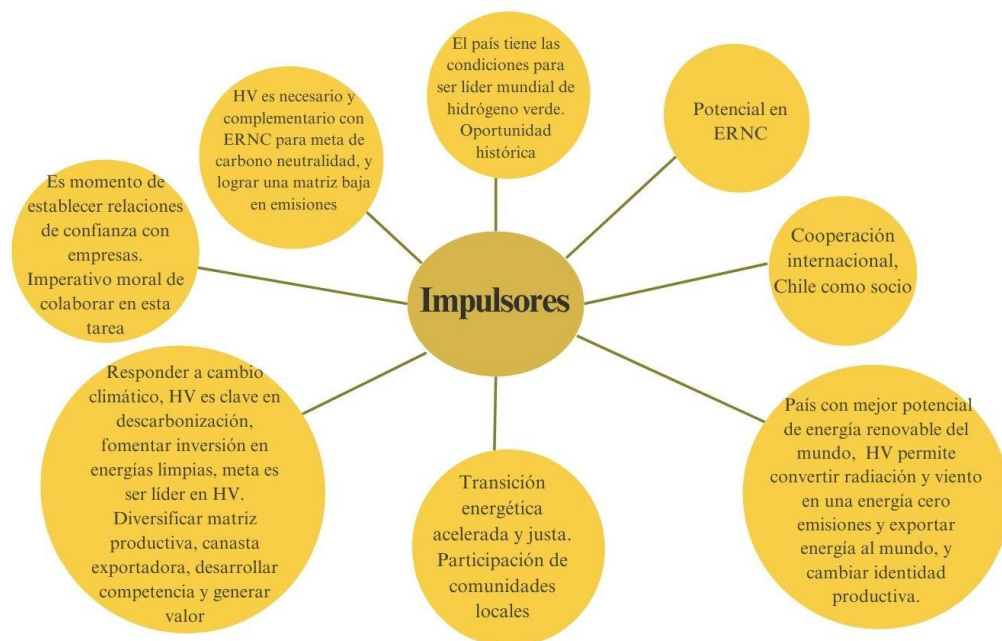 El país tiene las
condiciones para
ser líder mundial de
hidrógeno verde.
Oportunidad
histórica
HV es necesario y
complementario con
ERNC para meta de
carbono neutralidad, y
lograr una matriz baja
en emisiones
Potencial en
ERNC
Es momento de
establecer relaciones
de confianza con
empresas.
Imperativo moral de
colaborar en esta
tarea
Impulsores
Cooperación
internacional,
Chile como socio
Responder a cambio
climático, HV es clave en
descarbonización,
fomentar inversión en
energías limpias, meta es
ser líder en HV.
Diversificar matriz
productiva, canasta
exportadora, desarrollar
competencia y generar
valor
Transición
energética
acelerada y justa.
Participación de
comunidades
locales
País con mejor potencial
de energía renovable del
mundo, HV permite
convertir radiación y viento
en una energía cero
emisiones y exportar
energía al mundo, y
cambiar identidad
productiva.